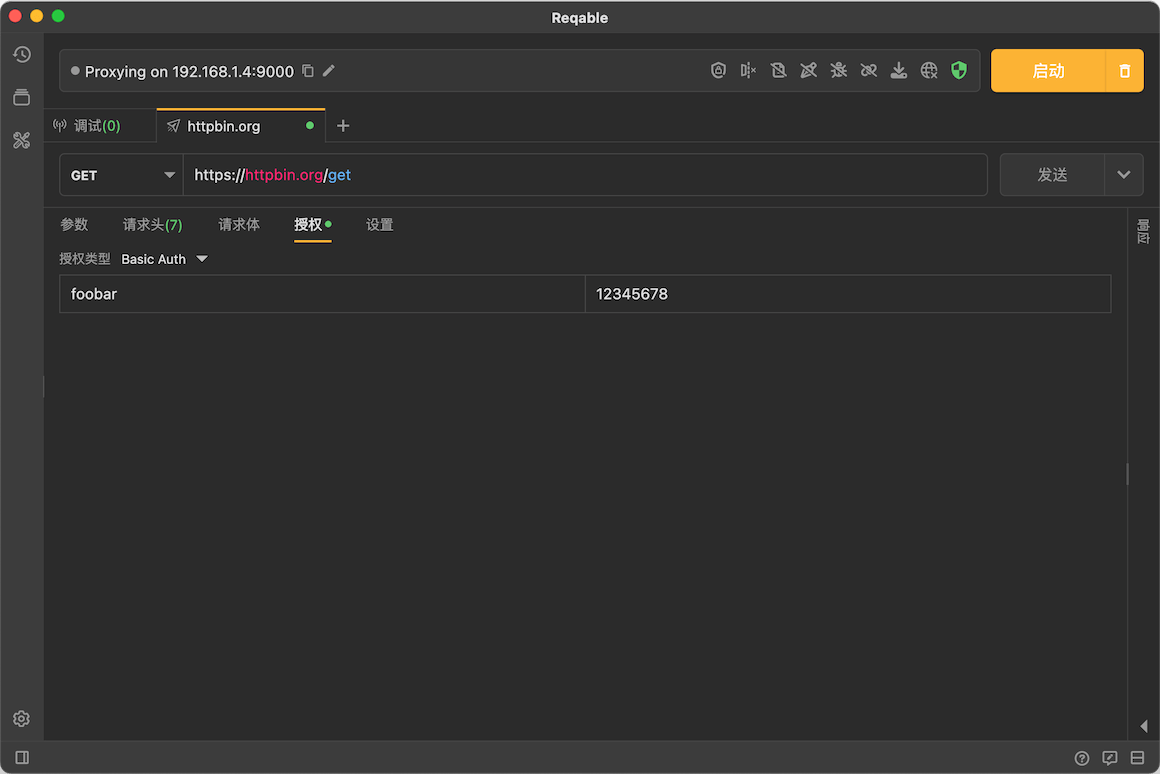 Reqable
Proxying on 192.168.1.4:9000
启动
调试(0)
httpbin.org
GET
https://httpbin.org/get
发送
参数
请求头(7)
请求体
授权
设置
响应
授权类型 Basic Auth
foobar
12345678